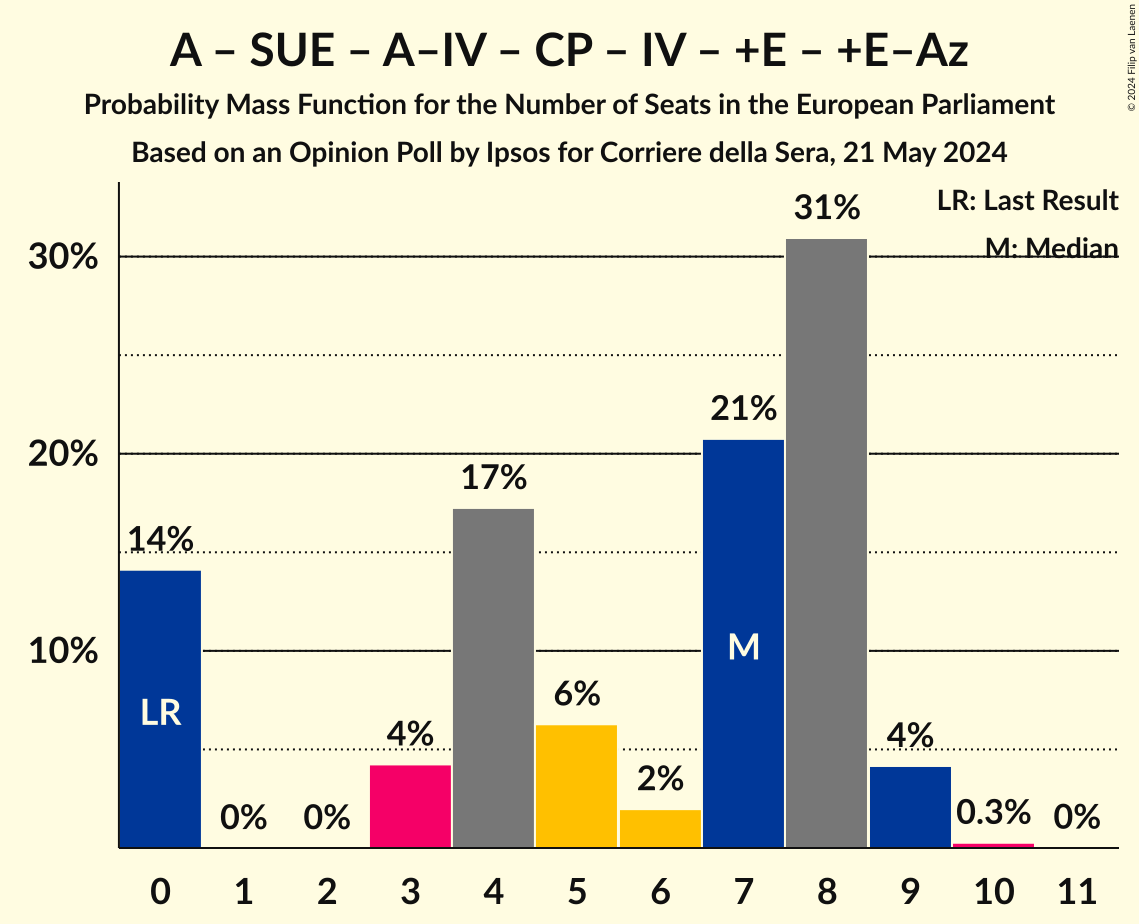 A – SUE – A–IV – CP – IV – +E – +E–Az
Probability Mass Function for the Number of Seats in the European Parliament
Based on an Opinion Poll by Ipsos for Corriere della Sera, 21 May 2024
© 2024 Filip van Laenen
LR: Last Result
M: Median
30%
20%
10%
14%
0%
0%
4%
17%
6%
2%
21%
31%
4%
0.3%
0%
LR
M
0 1 2 3 4 5 6 7 8 9 10 11